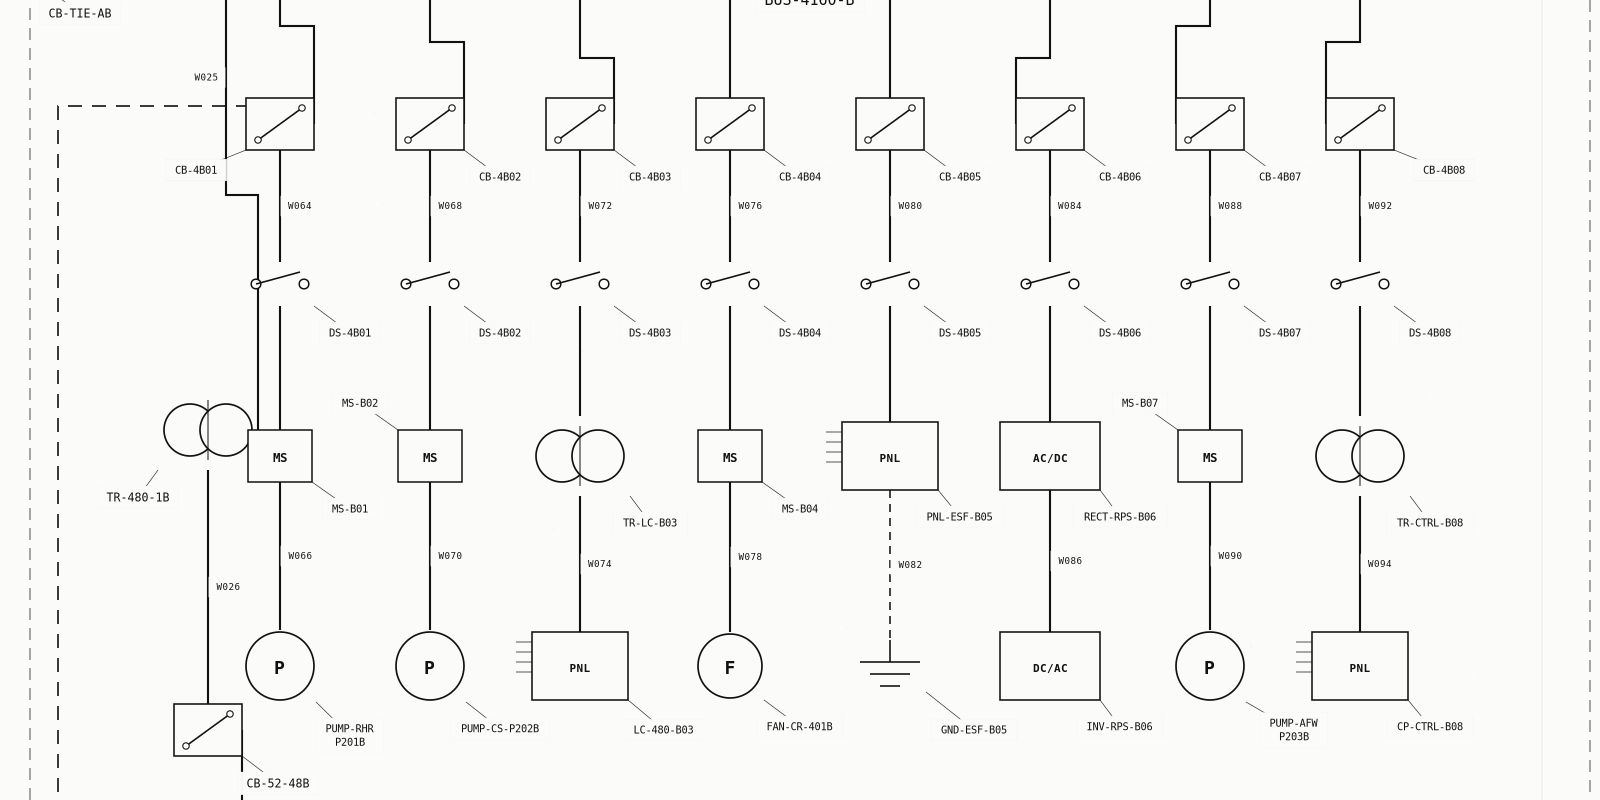 CB-TIE-AB
BUS-4160-B
W025
CB-4B01
CB-4B02
CB-4B03
CB-4B04
CB-4B05
CB-4B06
CB-4B07
CB-4B08
W064
W068
W072
W076
W080
W084
W088
W092
DS-4B01
DS-4B02
DS-4B03
DS-4B04
DS-4B05
DS-4B06
DS-4B07
DS-4B08
MS-B02
MS-B07
MS
MS
MS
PNL
AC/DC
MS
TR-480-1B
MS-B01
TR-LC-B03
MS-B04
PNL-ESF-B05
RECT-RPS-B06
TR-CTRL-B08
W066
W070
W074
W078
W082
W086
W090
W094
W026
P
P
PNL
F
DC/AC
P
PNL
PUMP-RHR
P201B
PUMP-CS-P202B
LC-480-B03
FAN-CR-401B
GND-ESF-B05
INV-RPS-B06
PUMP-AFW
P203B
CP-CTRL-B08
CB-52-48B